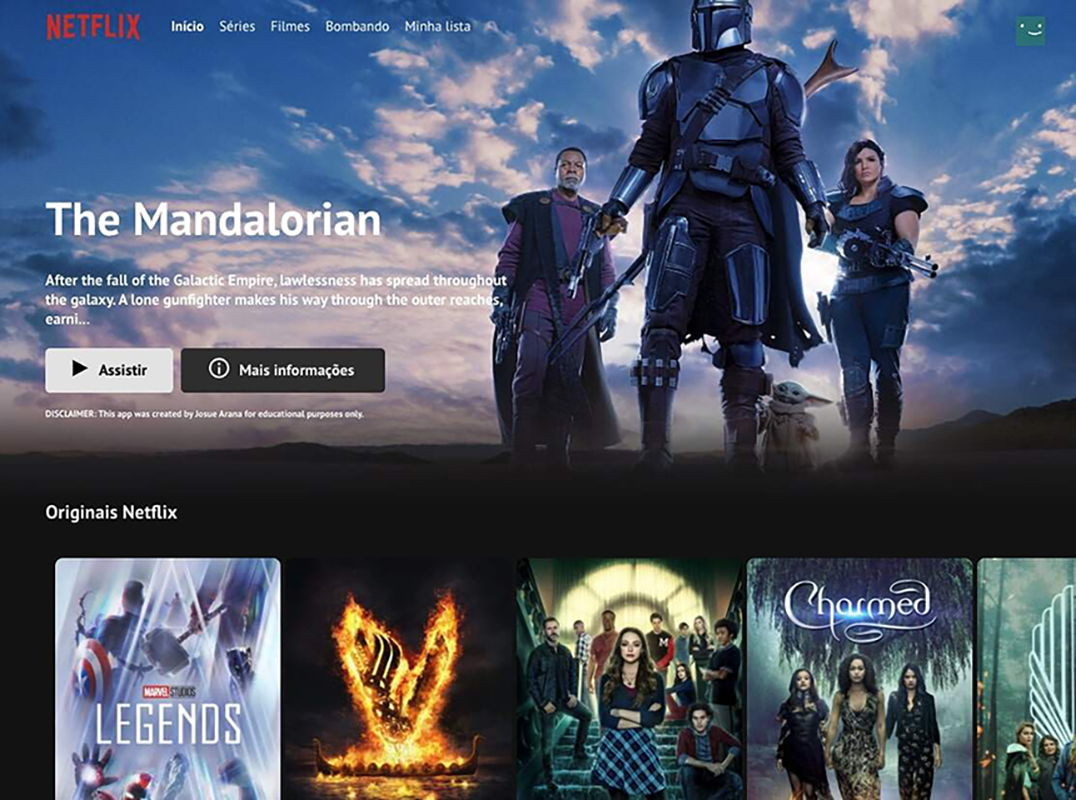 NETFLIX Início Séries Filmes Bombando Minha lista
The Mandalorian
After the fall of the Galactic Empire, lawlessness has spread throughout
the galaxy. A lone gunfighter makes his way through the outer reaches,
earni...
Assistir Mais informações
DISCLAIMER: This app was created by Josue Arana for educational purposes only.
Originais Netflix
Charmed
M
MARVEL STUDIOS
LEGENDS